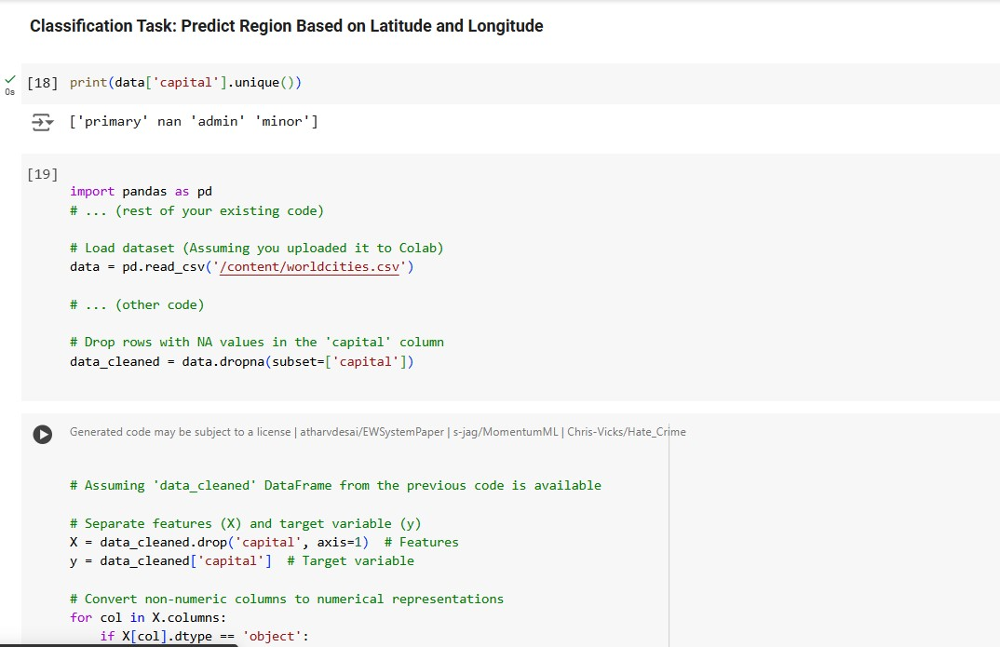 Classification Task: Predict Region Based on Latitude and Longitude
[18] print(data['capital'].unique())
0s
['primary' nan 'admin' 'minor']
[19]
import pandas as pd
# ... (rest of your existing code)
# Load dataset (Assuming you uploaded it to Colab)
data = pd.read_csv('/content/worldcities.csv')
# ... (other code)
# Drop rows with NA values in the 'capital' column
data_cleaned = data.dropna(subset=['capital'])
Generated code may be subject to a license | atharvdesai/EWSystemPaper | s-jag/MomentumML | Chris-Vicks/Hate_Crime
# Assuming 'data_cleaned' DataFrame from the previous code is available
# Separate features (X) and target variable (y)
X = data_cleaned.drop('capital', axis=1)  # Features
y = data_cleaned['capital']  # Target variable
# Convert non-numeric columns to numerical representations
for col in X.columns:
    if X[col].dtype == 'object':